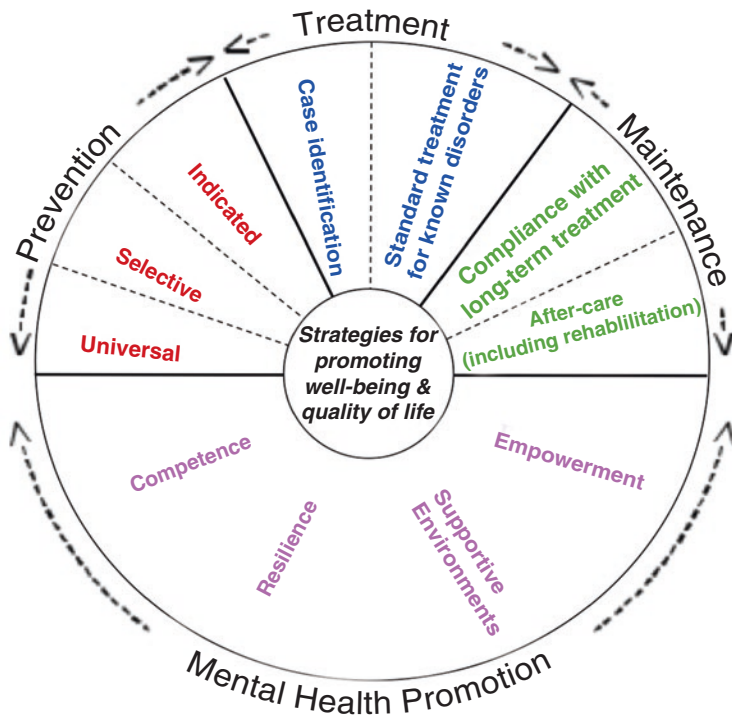 Treatment
Prevention
Maintenance
Case identification
Standard treatment
for known disorders
Indicated
Selective
Universal
Compliance with
long-term treatment
After-care
(including rehablilitation)
Strategies for
promoting
well-being &
quality of life
Competence
Resilience
Supportive
Environments
Empowerment
Mental Health Promotion